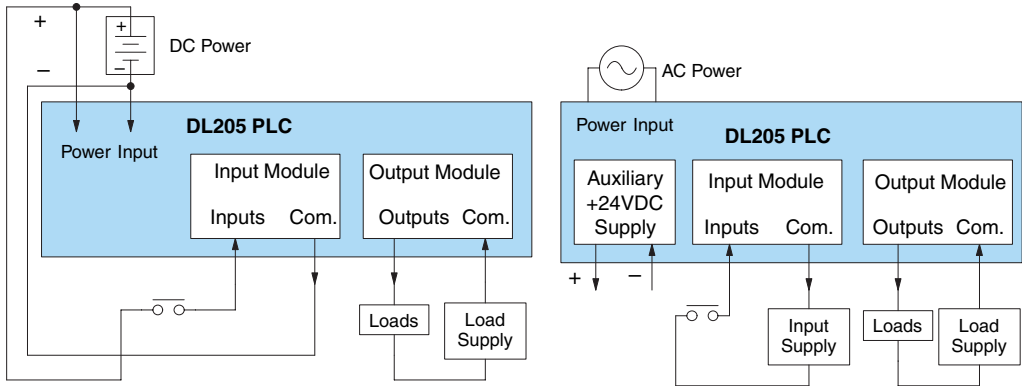 +
+
DC Power
−
−
DL205 PLC
Power Input
Input Module
Inputs Com.
Output Module
Outputs Com.
Loads
Load
Supply
AC Power
Power Input
DL205 PLC
Auxiliary
+24VDC
Supply
+
−
Input Module
Inputs Com.
Output Module
Outputs Com.
Input
Supply
Loads
Load
Supply